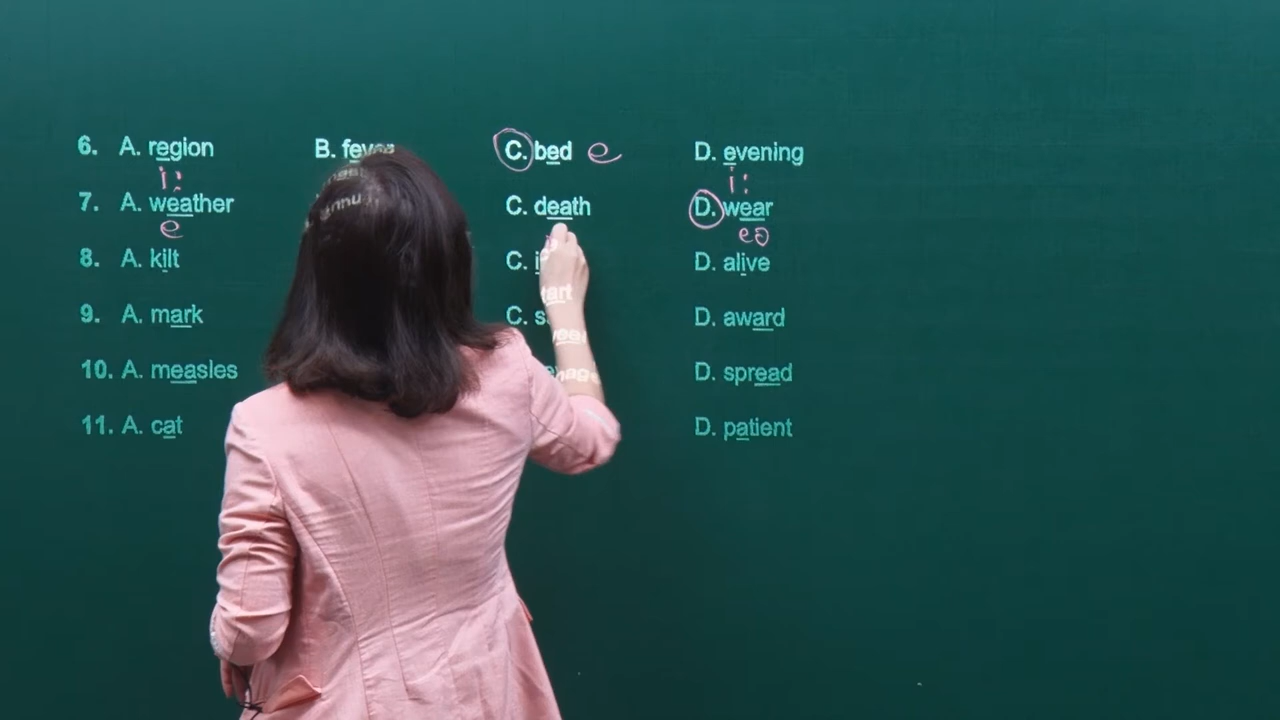 6. A. region B. fever C. bed e D. evening
i: i:
7. A. weather C. death D. wear
e eə
8. A. kilt C. D. alive
9. A. mark C. D. award
10. A. measles D. spread
11. A. cat D. patient